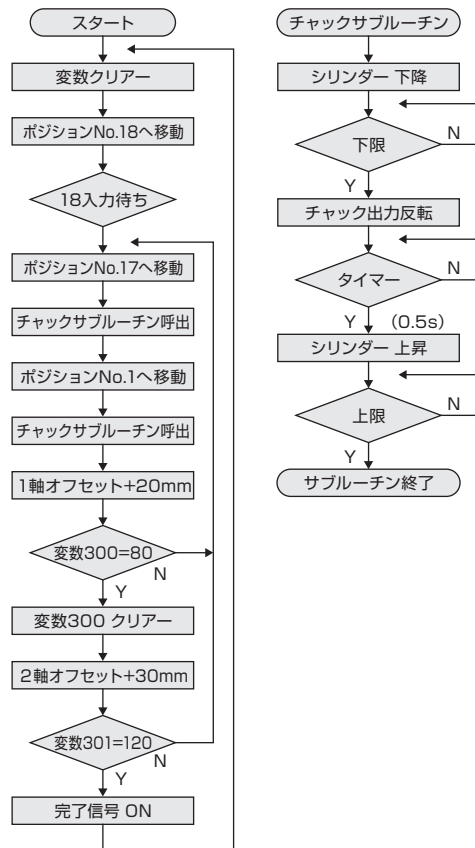 スタート
変数クリアー
ポジションNo.18へ移動
18入力待ち
ポジションNo.17へ移動
チャックサブルーチン呼出
ポジションNo.1へ移動
チャックサブルーチン呼出
1軸オフセット+20mm
変数300=80
N
Y
変数300 クリアー
2軸オフセット+30mm
変数301=120
N
Y
完了信号 ON
チャックサブルーチン
シリンダー 下降
下限
N
Y
チャック出力反転
タイマー
N
Y (0.5s)
シリンダー 上昇
上限
N
Y
サブルーチン終了